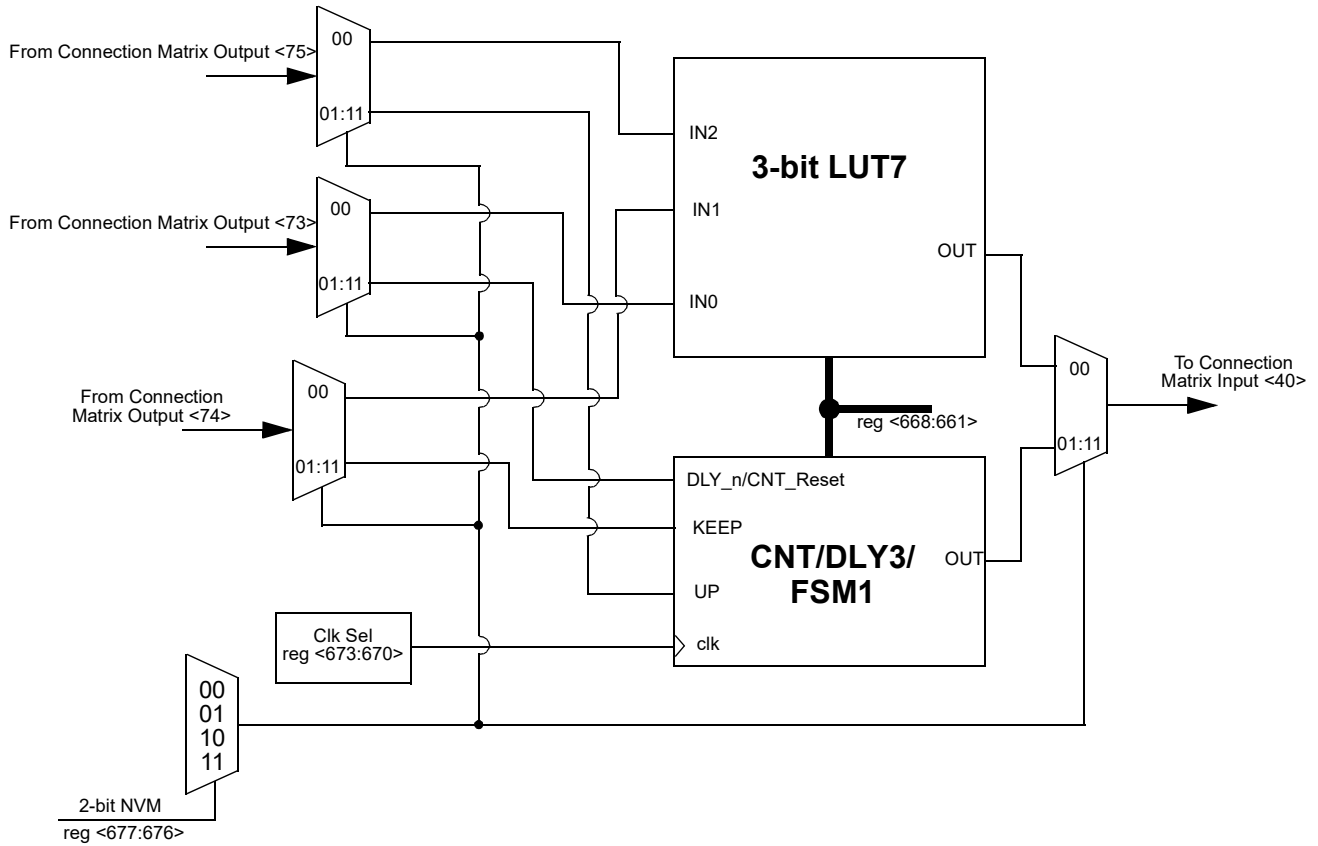 From Connection Matrix Output <75>
00
01:11
From Connection Matrix Output <73>
00
01:11
From Connection
Matrix Output <74>
00
01:11
IN2
IN1
IN0
3-bit LUT7
OUT
reg <668:661>
DLY_n/CNT_Reset
KEEP
UP
clk
CNT/DLY3/
FSM1
OUT
00
01:11
To Connection
Matrix Input <40>
Clk Sel
reg <673:670>
00
01
10
11
2-bit NVM
reg <677:676>